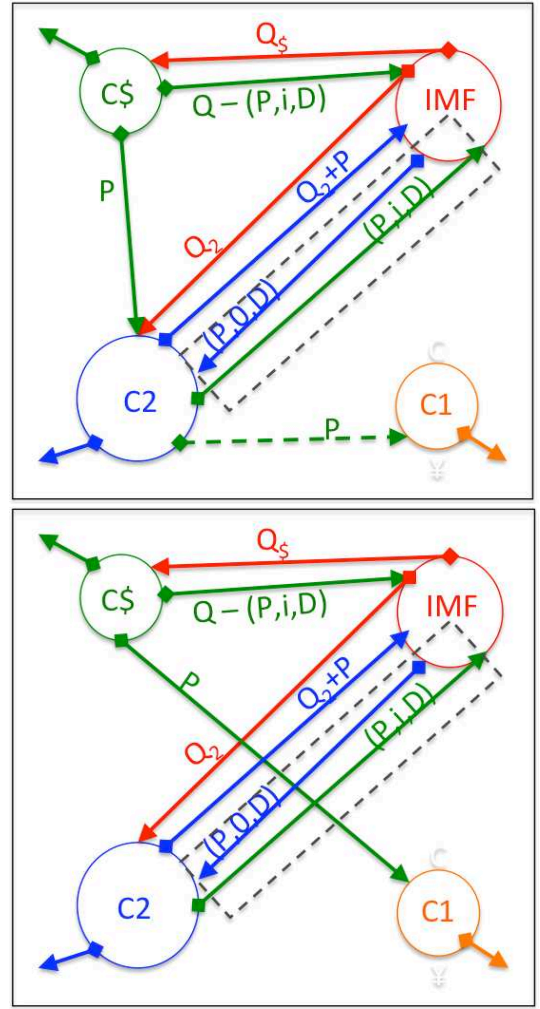 Q$
C$
IMF
Q – (P,i,D)
P
Q₂+P
Q₂
(P,i,D)
(P,0,D)
C
C2
C1
P
¥
Q$
C$
IMF
Q – (P,i,D)
P
Q₂+P
Q₂
(P,i,D)
(P,0,D)
C
C2
C1
¥